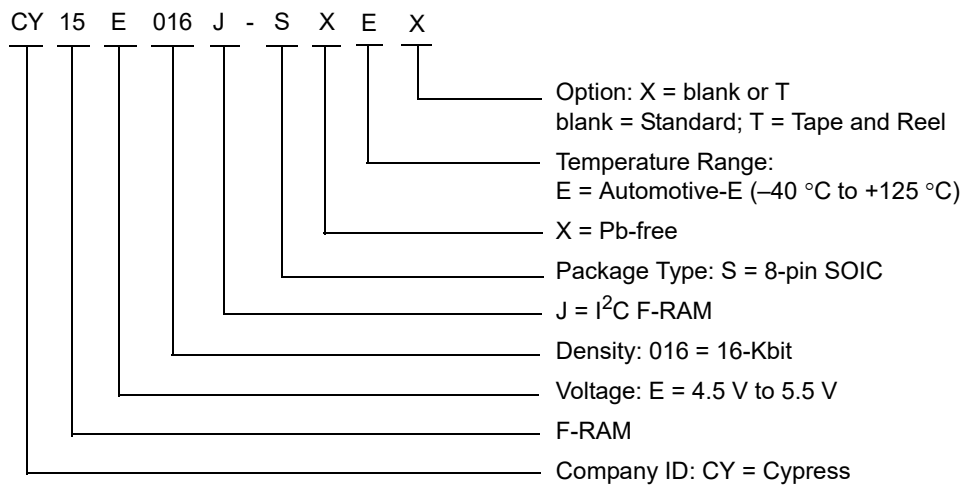 CY 15 E 016 J - S X E X
Option: X = blank or T
blank = Standard; T = Tape and Reel
Temperature Range:
E = Automotive-E (–40 °C to +125 °C)
X = Pb-free
Package Type: S = 8-pin SOIC
J = I²C F-RAM
Density: 016 = 16-Kbit
Voltage: E = 4.5 V to 5.5 V
F-RAM
Company ID: CY = Cypress